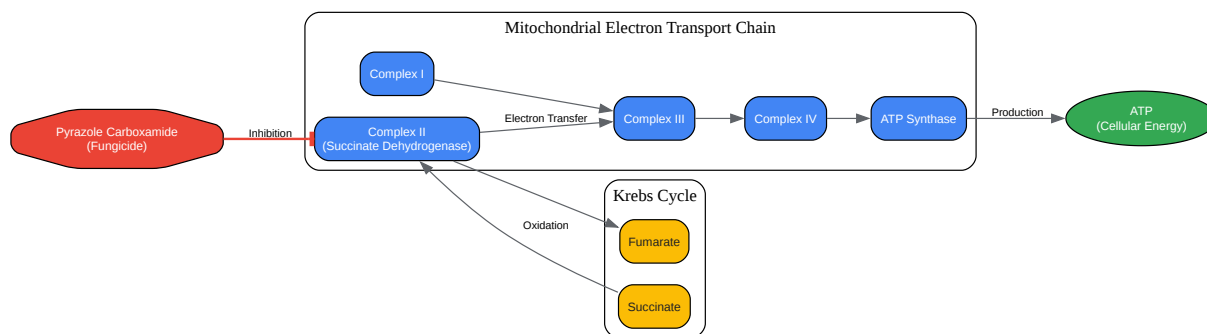 Mitochondrial Electron Transport Chain
Complex I
Pyrazole Carboxamide
(Fungicide)
Inhibition
Complex II
(Succinate Dehydrogenase)
Electron Transfer
Complex III
Complex IV
ATP Synthase
Production
ATP
(Cellular Energy)
Krebs Cycle
Oxidation
Fumarate
Succinate